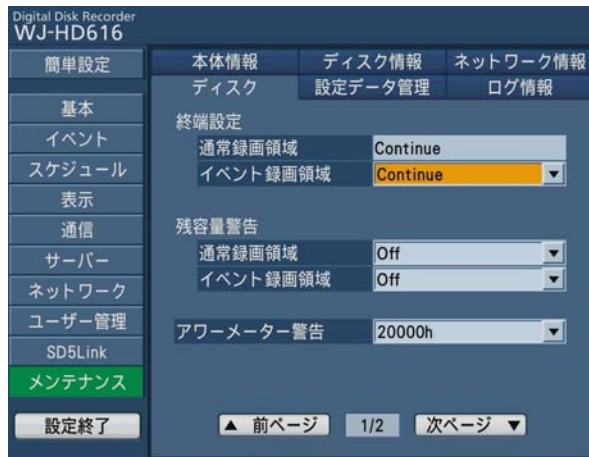 Digital Disk Recorder
WJ-HD616
簡単設定
基本
イベント
スケジュール
表示
通信
サーバー
ネットワーク
ユーザー管理
SD5Link
メンテナンス
設定終了
本体情報 ディスク情報 ネットワーク情報
ディスク 設定データ管理 ログ情報
終端設定
通常録画領域 Continue
イベント録画領域 Continue
残容量警告
通常録画領域 Off
イベント録画領域 Off
アワーメーター警告 20000h
▲ 前ページ 1/2 次ページ ▼